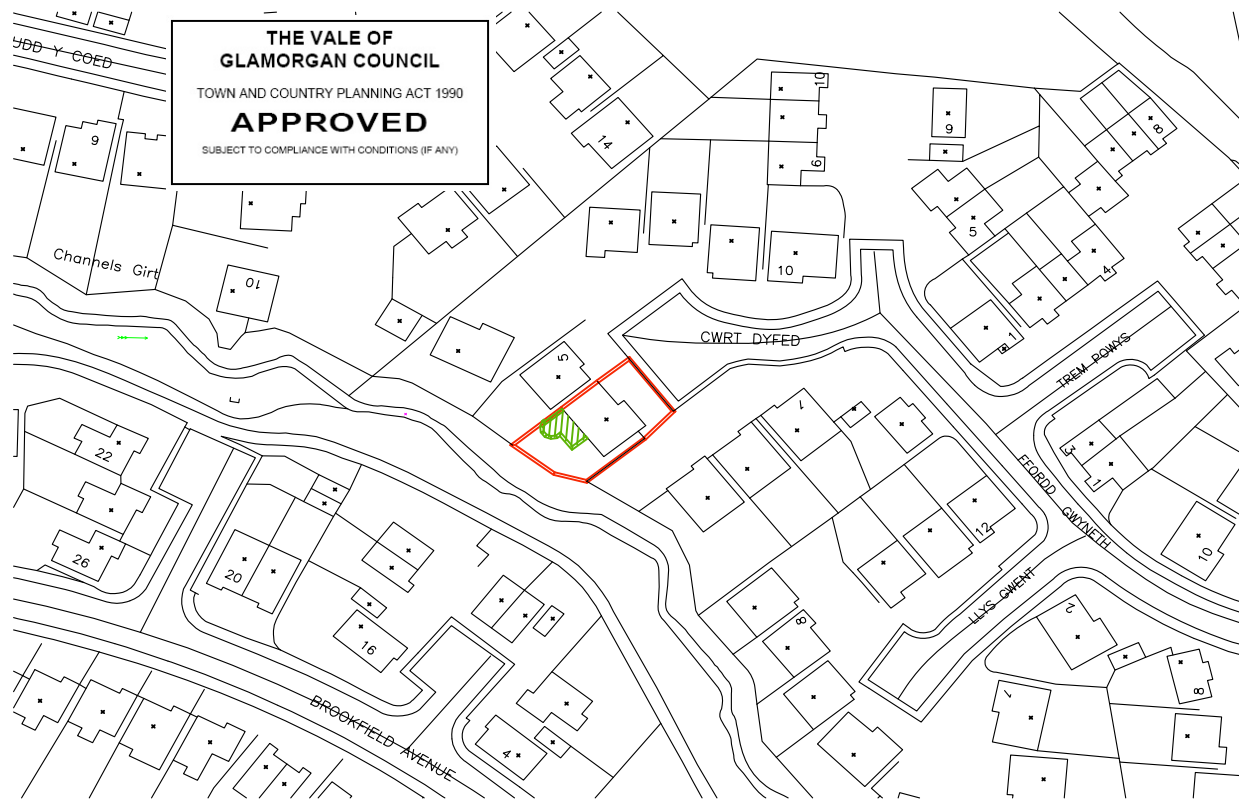 THE VALE OF
GLAMORGAN COUNCIL
TOWN AND COUNTRY PLANNING ACT 1990
APPROVED
SUBJECT TO COMPLIANCE WITH CONDITIONS (IF ANY)
UDD Y COED
9
14
10
6
9
8
5
4
10
Channels Girt
10
1
CWRT DYFED
TREM POWYS
5
1
22
3
1
FFORDD GWYNETH
12
10
26
20
16
LLYS GWENT
8
2
BROOKFIELD AVENUE
4
7
8